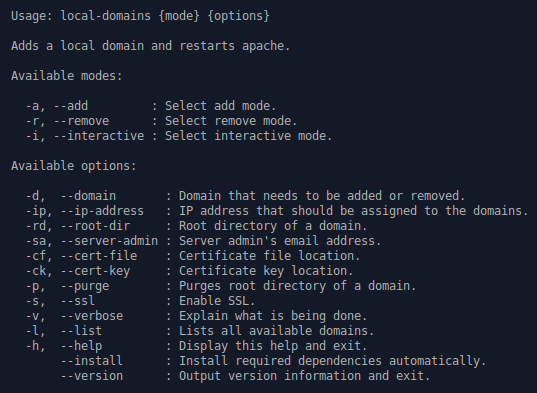 Usage: local-domains {mode} {options}
Adds a local domain and restarts apache.
Available modes:
-a, --add : Select add mode.
-r, --remove : Select remove mode.
-i, --interactive : Select interactive mode.
Available options:
-d, --domain : Domain that needs to be added or removed.
-ip, --ip-address : IP address that should be assigned to the domains.
-rd, --root-dir : Root directory of a domain.
-sa, --server-admin : Server admin's email address.
-cf, --cert-file : Certificate file location.
-ck, --cert-key : Certificate key location.
-p, --purge : Purges root directory of a domain.
-s, --ssl : Enable SSL.
-v, --verbose : Explain what is being done.
-l, --list : Lists all available domains.
-h, --help : Display this help and exit.
--install : Install required dependencies automatically.
--version : Output version information and exit.